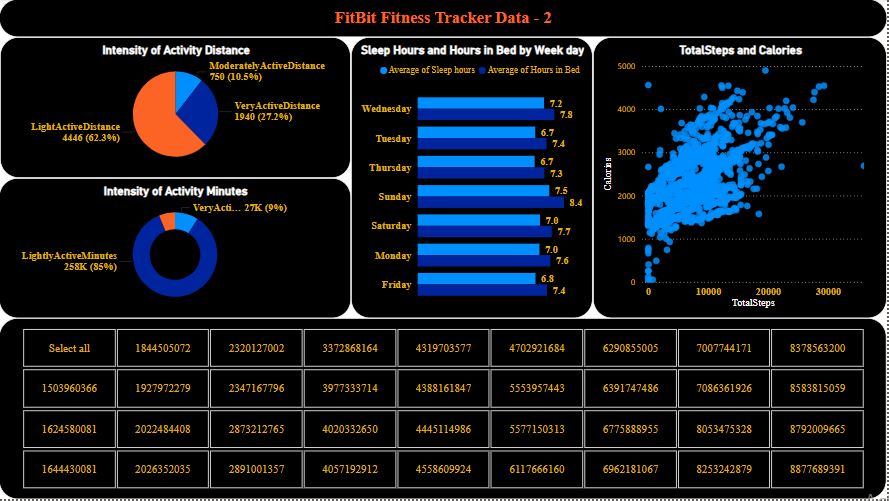 FitBit Fitness Tracker Data - 2
Intensity of Activity Distance
ModeratelyActiveDistance
750 (10.5%)
VeryActiveDistance
1940 (27.2%)
LightActiveDistance
4446 (62.3%)
Intensity of Activity Minutes
VeryActi... 27K (9%)
LightlyActiveMinutes
258K (85%)
Sleep Hours and Hours in Bed by Week day
Average of Sleep hours Average of Hours in Bed
Wednesday 7.2
7.8
Tuesday 6.7
7.4
Thursday 6.7
7.3
Sunday 7.5
8.4
Saturday 7.0
7.7
Monday 7.0
7.6
Friday 6.8
7.4
TotalSteps and Calories
Calories
5000
4000
3000
2000
1000
0
0 10000 20000 30000
TotalSteps
Select all 1844505072 2320127002 3372868164 4319703577 4702921684 6290855005 7007744171 8378563200
1503960366 1927972279 2347167796 3977333714 4388161847 5553957443 6391747486 7086361926 8583815059
1624580081 2022484408 2873212765 4020332650 4445114986 5577150313 6775888955 8053475328 8792009665
1644430081 2026352035 2891001357 4057192912 4558609924 6117666160 6962181067 8253242879 8877689391